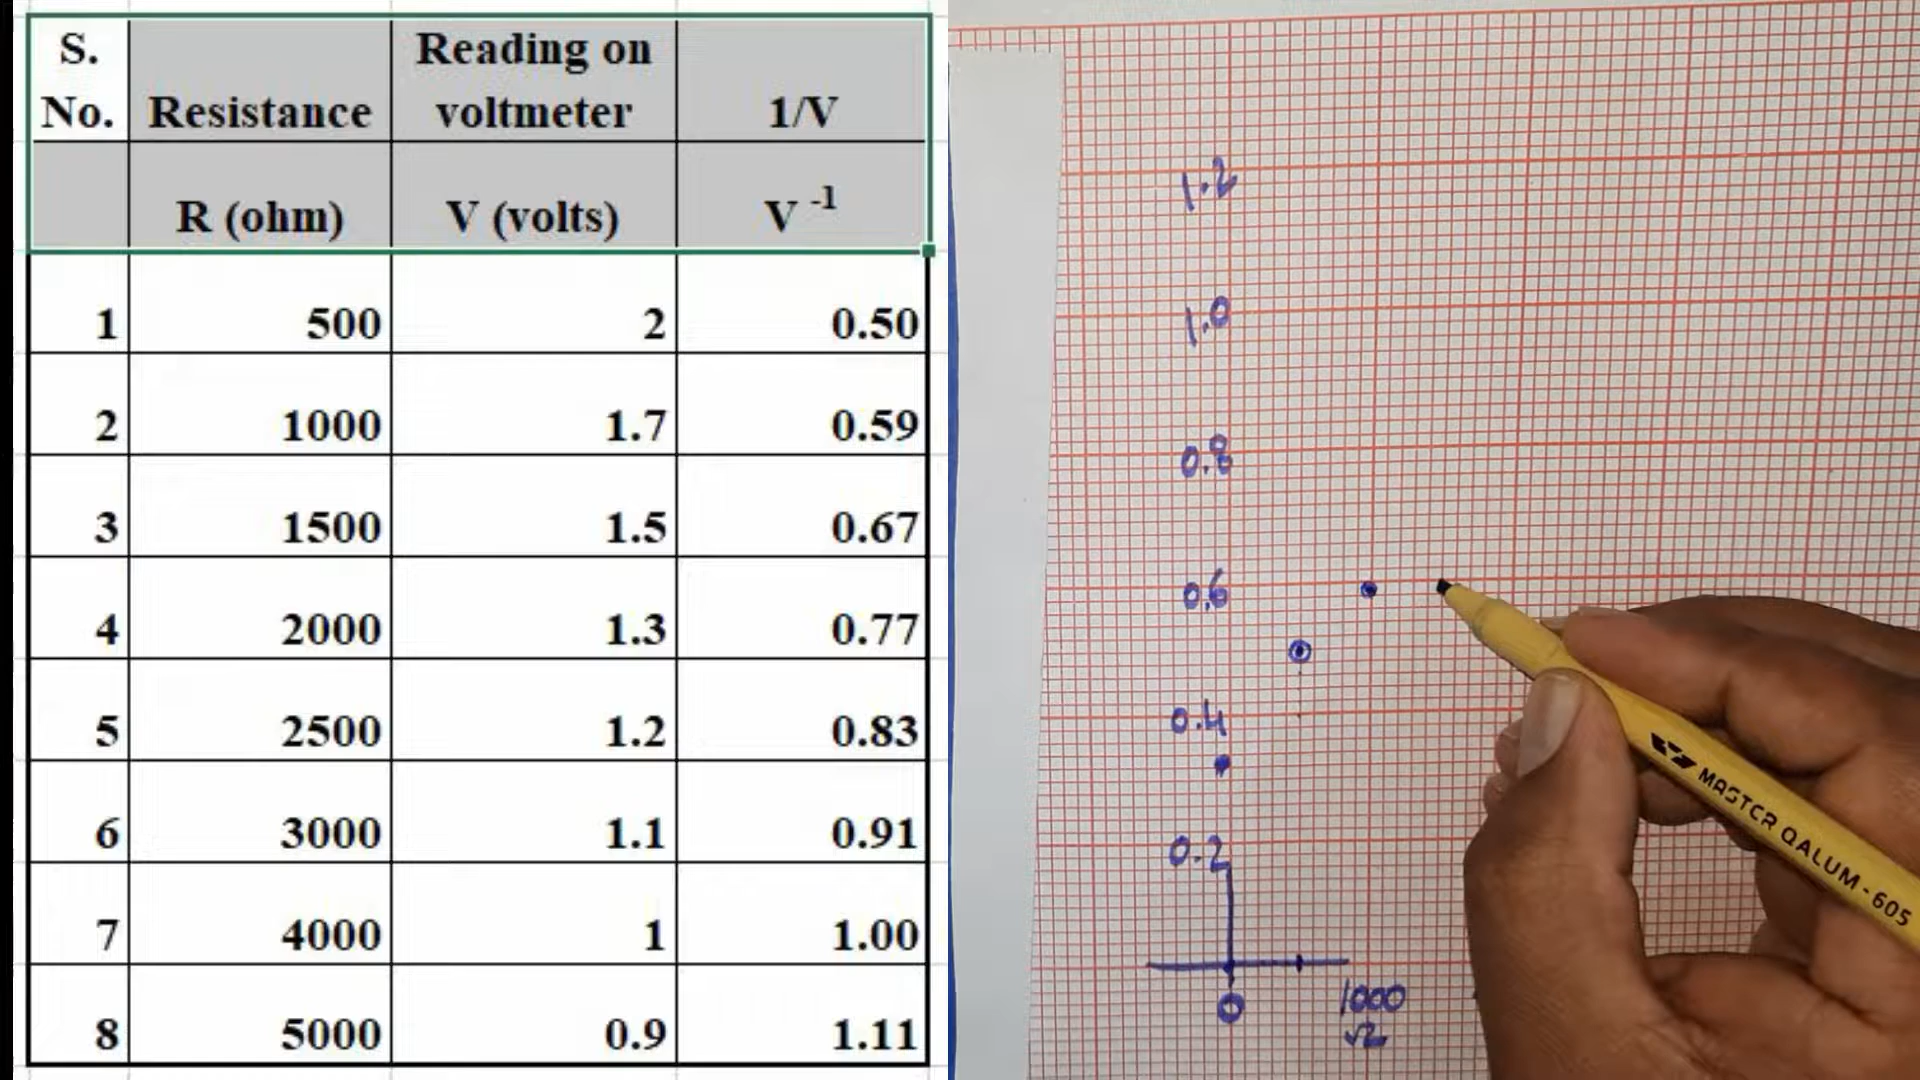 S. No. Resistance Reading on voltmeter 1/V
R (ohm) V (volts) V -1
1 500 2 0.50
2 1000 1.7 0.59
3 1500 1.5 0.67
4 2000 1.3 0.77
5 2500 1.2 0.83
6 3000 1.1 0.91
7 4000 1 1.00
8 5000 0.9 1.11
1.2
1.0
0.8
0.6
0.4
0.2
0 1000
Ω
MASTCR QALUM - 605